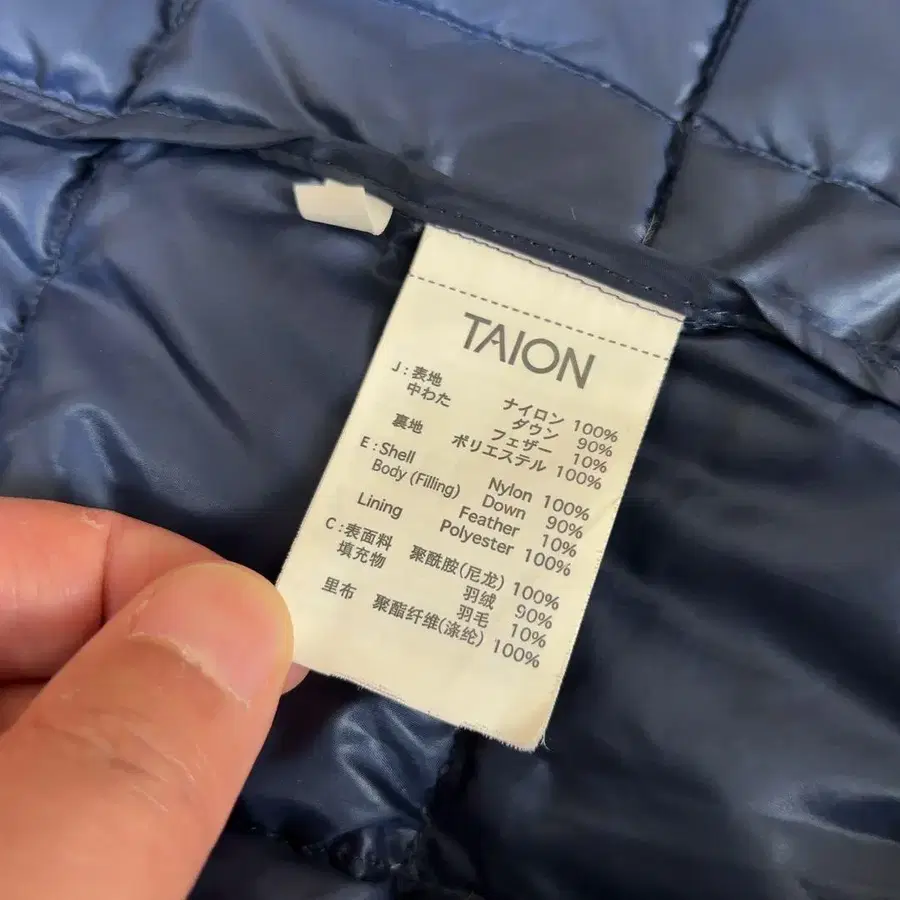 TAION
J:表地 ナイロン 100%
中わた ダウン 90%
フェザー 10%
裏地 ポリエステル 100%
E:Shell Nylon 100%
Body (Filling) Down 90%
Feather 10%
Lining Polyester 100%
C:表面料 聚酰胺(尼龙) 100%
填充物 羽绒 90%
羽毛 10%
里布 聚酯纤维(涤纶) 100%